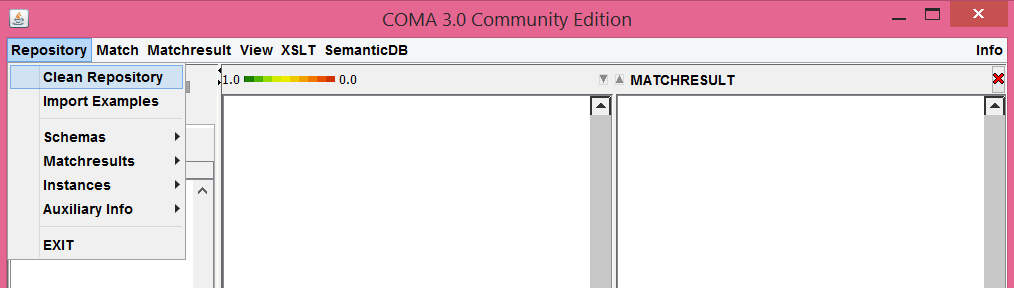 COMA 3.0 Community Edition
Repository Match Matchresult View XSLT SemanticDB Info
Clean Repository
1.0 0.0 MATCHRESULT
Import Examples
Schemas
Matchresults
Instances
Auxiliary Info
EXIT